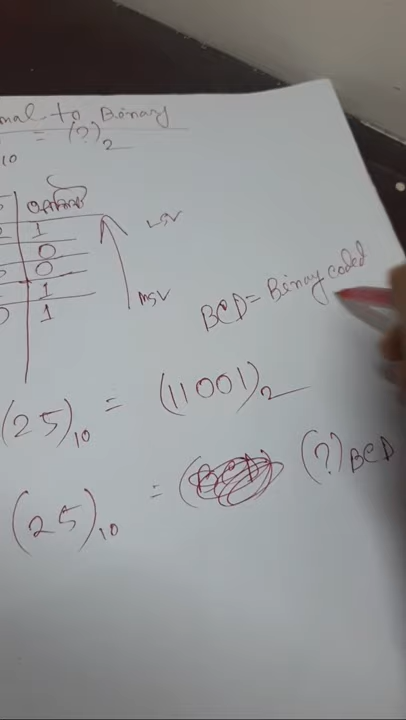 mal to Binary
10 = (?)2
1
0
0
1
1
LSV
MSV
BCD = Binary coded
(25)10 = (11001)2
(25)10 = (?)BCD